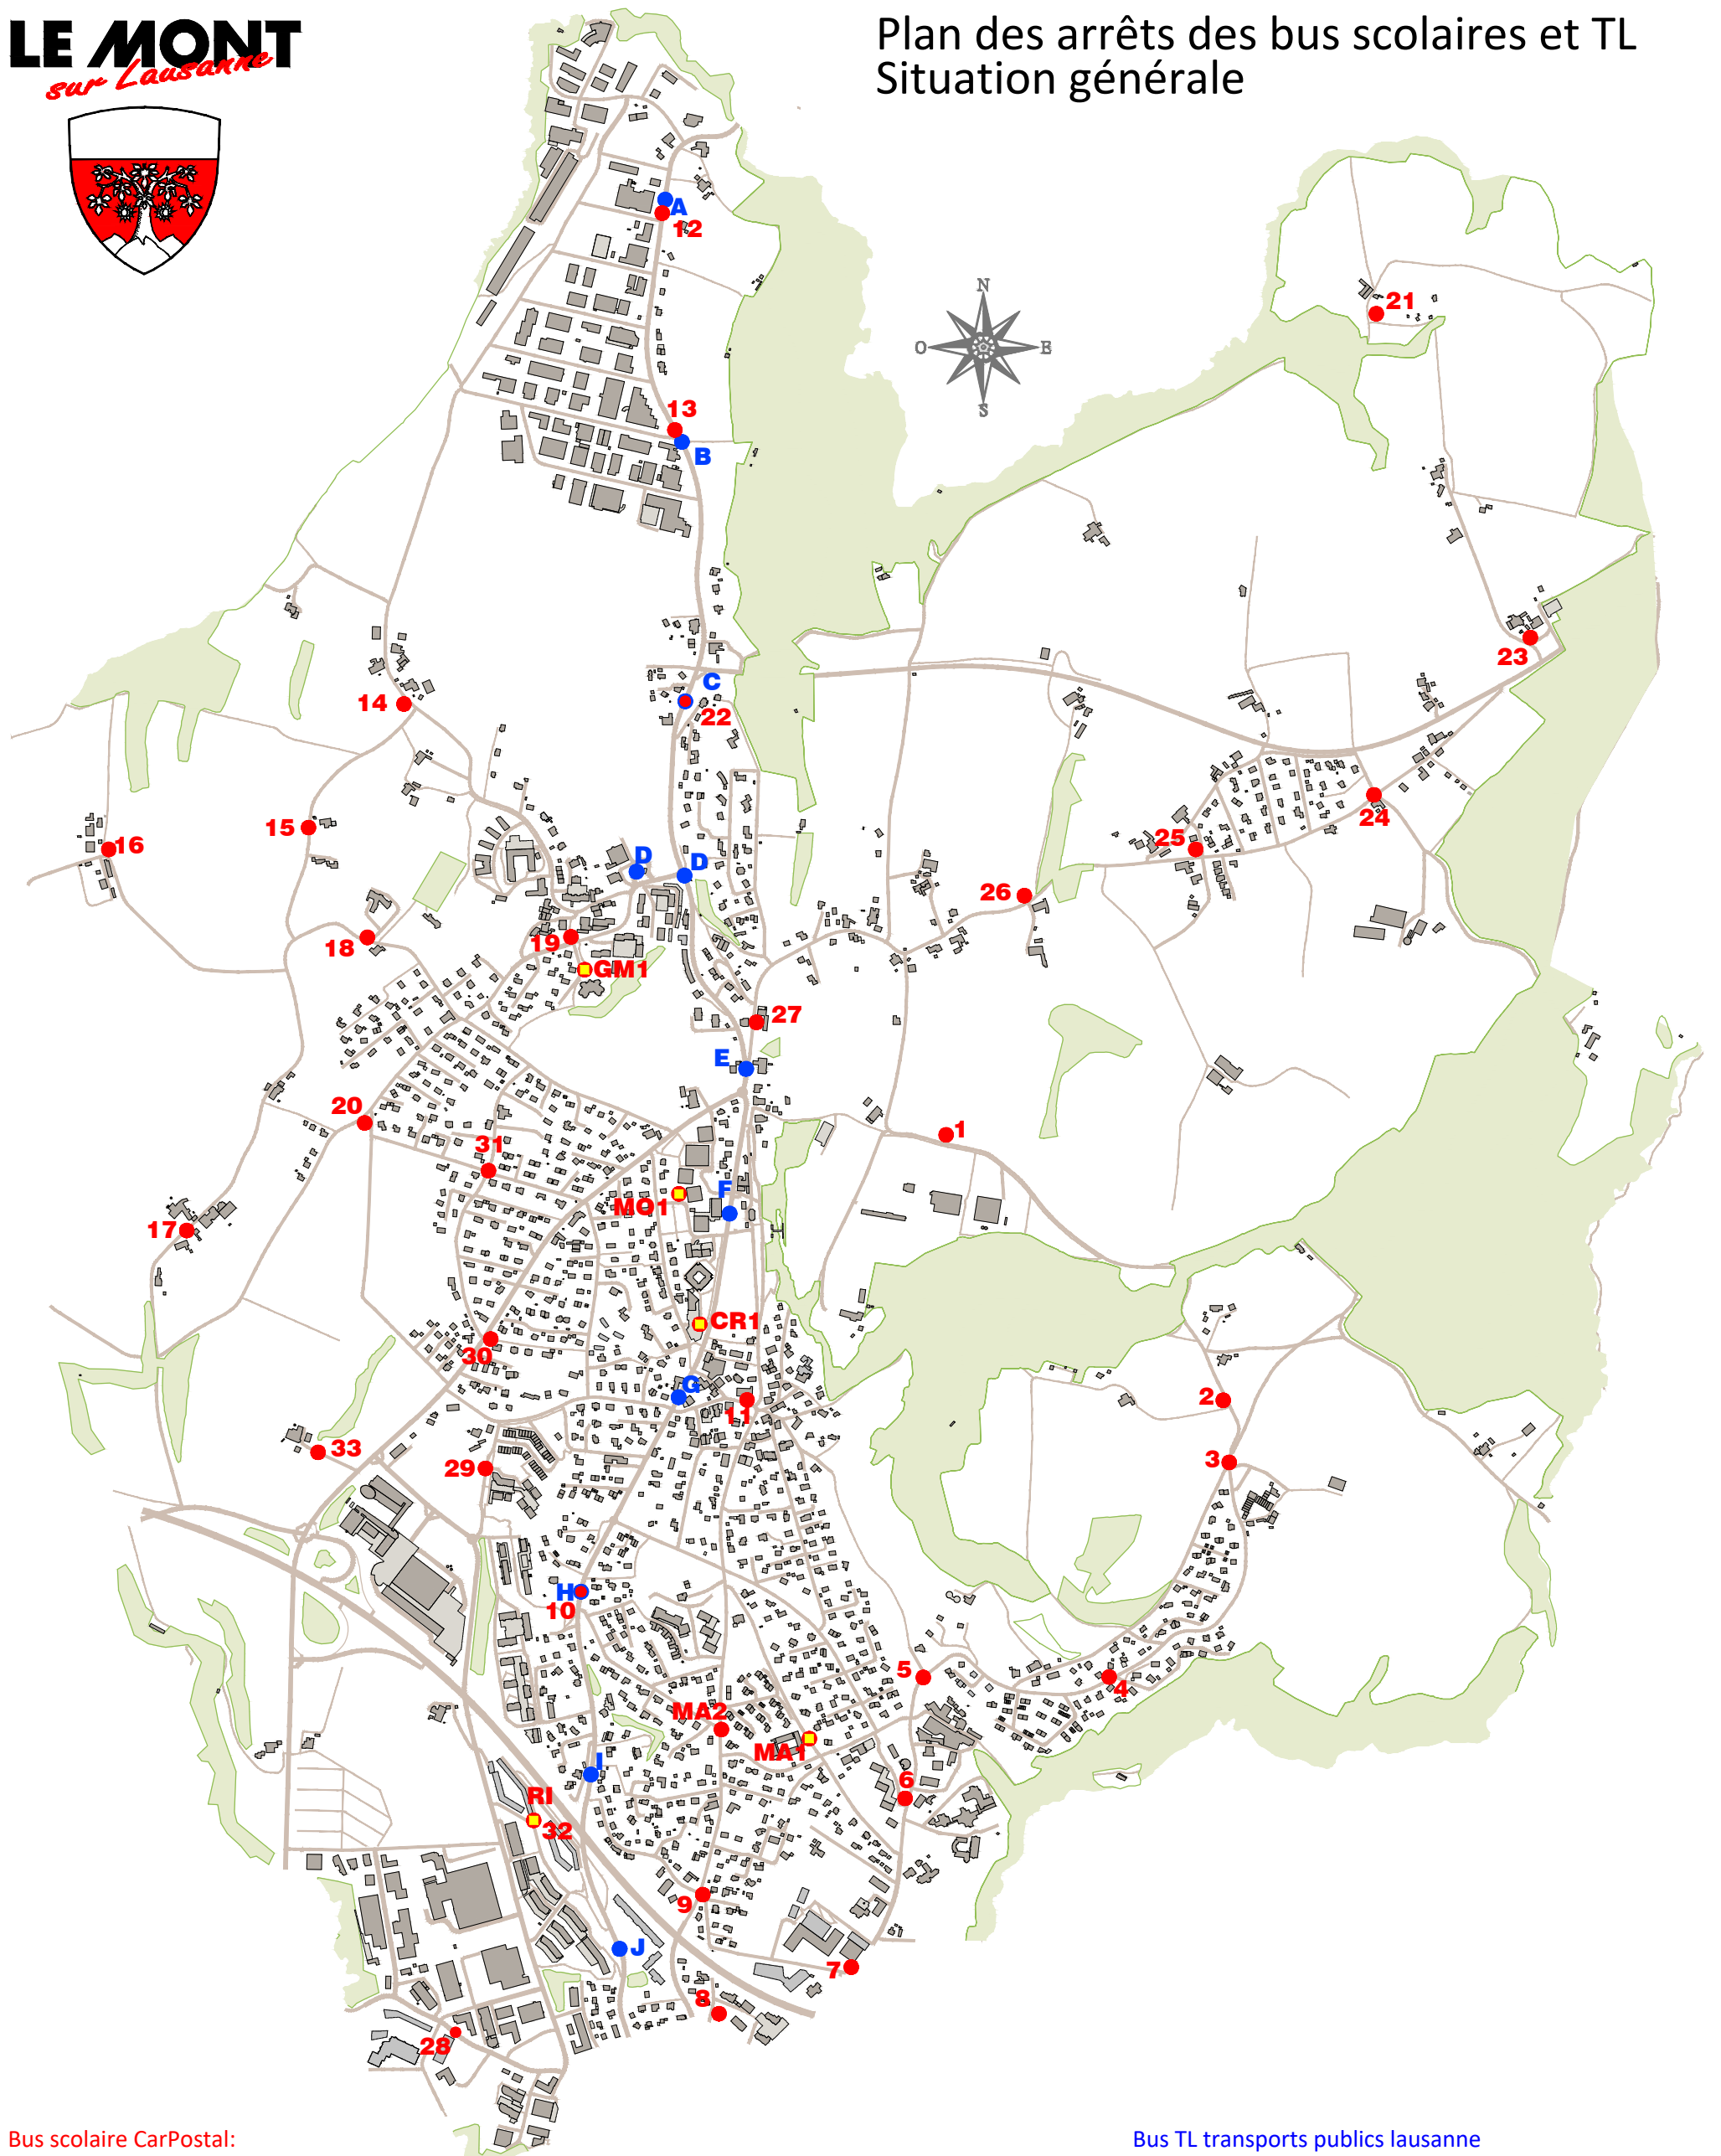 LE MONT
sur Lausanne
Plan des arrêts des bus scolaires et TL
Situation générale
A
12
N
O
E
S
21
13
B
23
C
14
22
24
15
25
16
D
D
26
18
19
GM1
27
E
20
1
31
F
MO1
17
CR1
30
G
2
11
33
3
29
H
10
5
4
MA2
MA1
I
6
RI
32
9
J
7
8
28
Bus scolaire CarPostal:
Bus TL transports publics lausanne